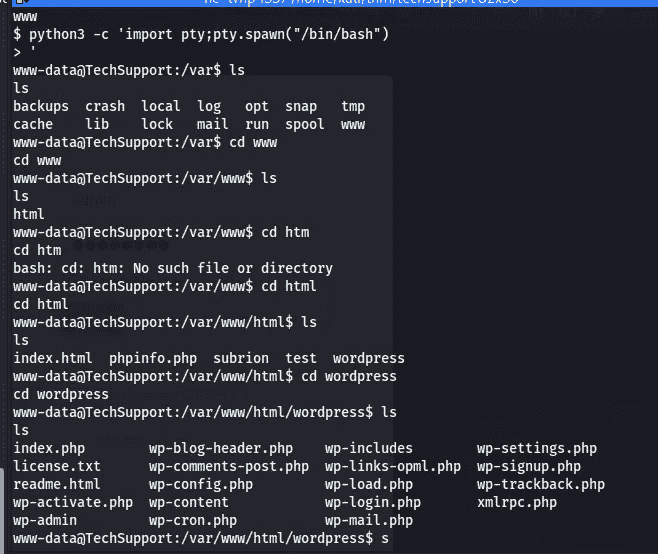 www
$ python3 -c 'import pty;pty.spawn("/bin/bash")
> '
www-data@TechSupport:/var$ ls
ls
backups  crash  local  log   opt  snap   tmp
cache    lib    lock   mail  run  spool  www
www-data@TechSupport:/var$ cd www
cd www
www-data@TechSupport:/var/www$ ls
ls
html
www-data@TechSupport:/var/www$ cd htm
cd htm
bash: cd: htm: No such file or directory
www-data@TechSupport:/var/www$ cd html
cd html
www-data@TechSupport:/var/www/html$ ls
ls
index.html  phpinfo.php  subrion  test  wordpress
www-data@TechSupport:/var/www/html$ cd wordpress
cd wordpress
www-data@TechSupport:/var/www/html/wordpress$ ls
ls
index.php        wp-blog-header.php    wp-includes        wp-settings.php
license.txt      wp-comments-post.php  wp-links-opml.php  wp-signup.php
readme.html      wp-config.php         wp-load.php        wp-trackback.php
wp-activate.php  wp-content            wp-login.php       xmlrpc.php
wp-admin         wp-cron.php           wp-mail.php
www-data@TechSupport:/var/www/html/wordpress$ s